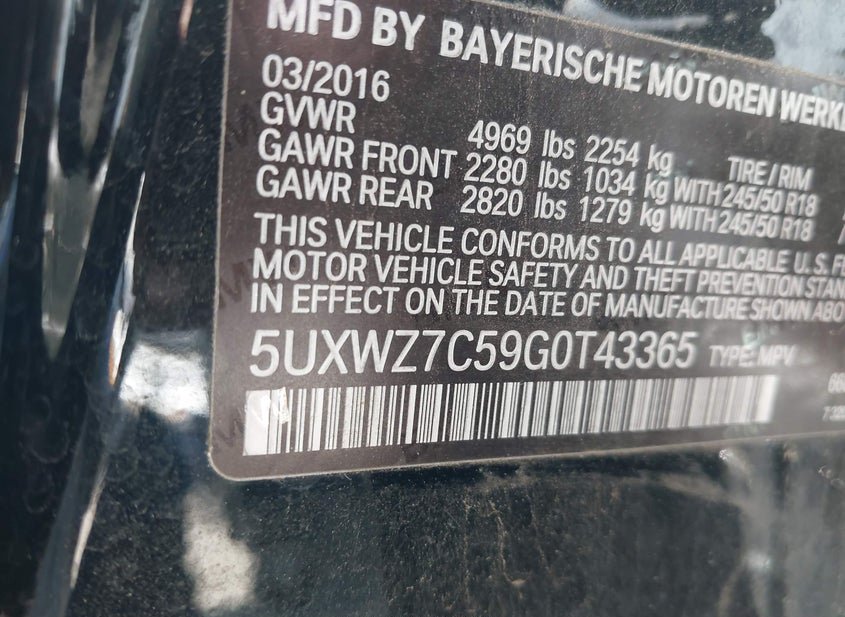 MFD BY BAYERISCHE MOTOREN
03/2016
GVWR 4969 lbs 2254 kg TIRE / RIM
GAWR FRONT 2280 lbs 1034 kg WITH 245/50 R18
GAWR REAR 2820 lbs 1279 kg WITH 245/50 R18
THIS VEHICLE CONFORMS TO ALL APPLICABLE U.S.
MOTOR VEHICLE SAFETY AND THEFT PREVENTION
IN EFFECT ON THE DATE OF MANUFACTURE SHOWN
5UXWZ7C59G0T43365 TYPE: MPV